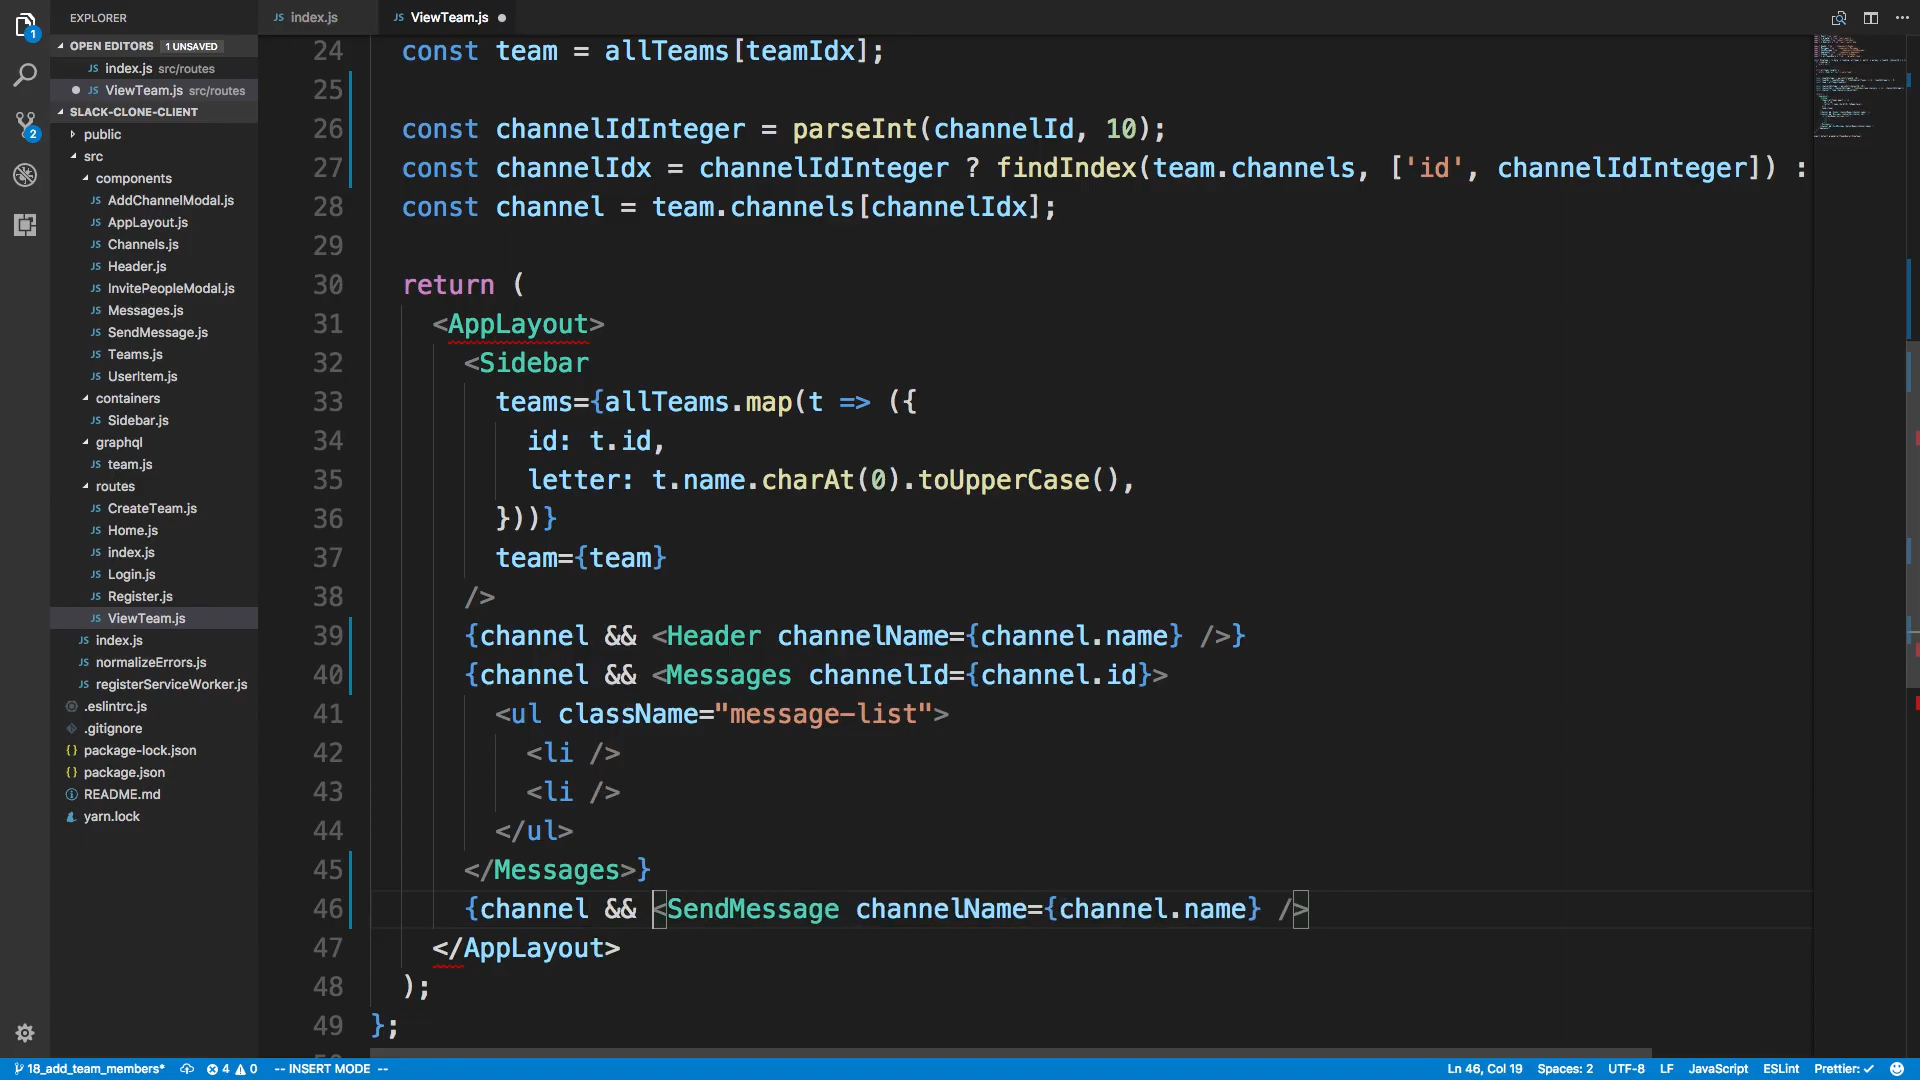 EXPLORER
JS index.js
JS ViewTeam.js
1
OPEN EDITORS 1 UNSAVED
JS index.js src/routes
JS ViewTeam.js src/routes
SLACK-CLONE-CLIENT
2
public
src
components
JS AddChannelModal.js
JS AppLayout.js
JS Channels.js
JS Header.js
JS InvitePeopleModal.js
JS Messages.js
JS SendMessage.js
JS Teams.js
JS UserItem.js
containers
JS Sidebar.js
graphql
JS team.js
routes
JS CreateTeam.js
JS Home.js
JS index.js
JS Login.js
JS Register.js
JS ViewTeam.js
JS index.js
JS normalizeErrors.js
JS registerServiceWorker.js
.eslintrc.js
.gitignore
{} package-lock.json
{} package.json
README.md
yarn.lock
24 const team = allTeams[teamIdx];
25
26 const channelIdInteger = parseInt(channelId, 10);
27 const channelIdx = channelIdInteger ? findIndex(team.channels, ['id', channelIdInteger]) :
28 const channel = team.channels[channelIdx];
29
30 return (
31 <AppLayout>
32 <Sidebar
33 teams={allTeams.map(t => ({
34 id: t.id,
35 letter: t.name.charAt(0).toUpperCase(),
36 }))}
37 team={team}
38 />
39 {channel && <Header channelName={channel.name} />}
40 {channel && <Messages channelId={channel.id}>
41 <ul className="message-list">
42 <li />
43 <li />
44 </ul>
45 </Messages>}
46 {channel && <SendMessage channelName={channel.name} />
47 </AppLayout>
48 );
49 };
18_add_team_members* 4 0 -- INSERT MODE -- Ln 46, Col 19 Spaces: 2 UTF-8 LF JavaScript ESLint Prettier: ✓